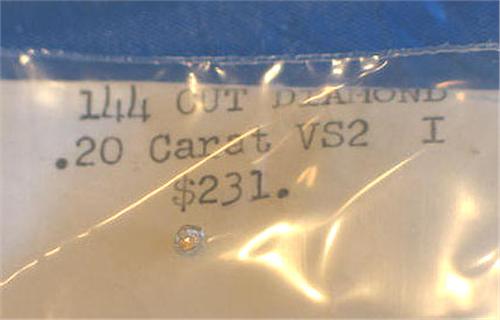 144 CUT DIAMOND
.20 Carat VS2 I
$231.